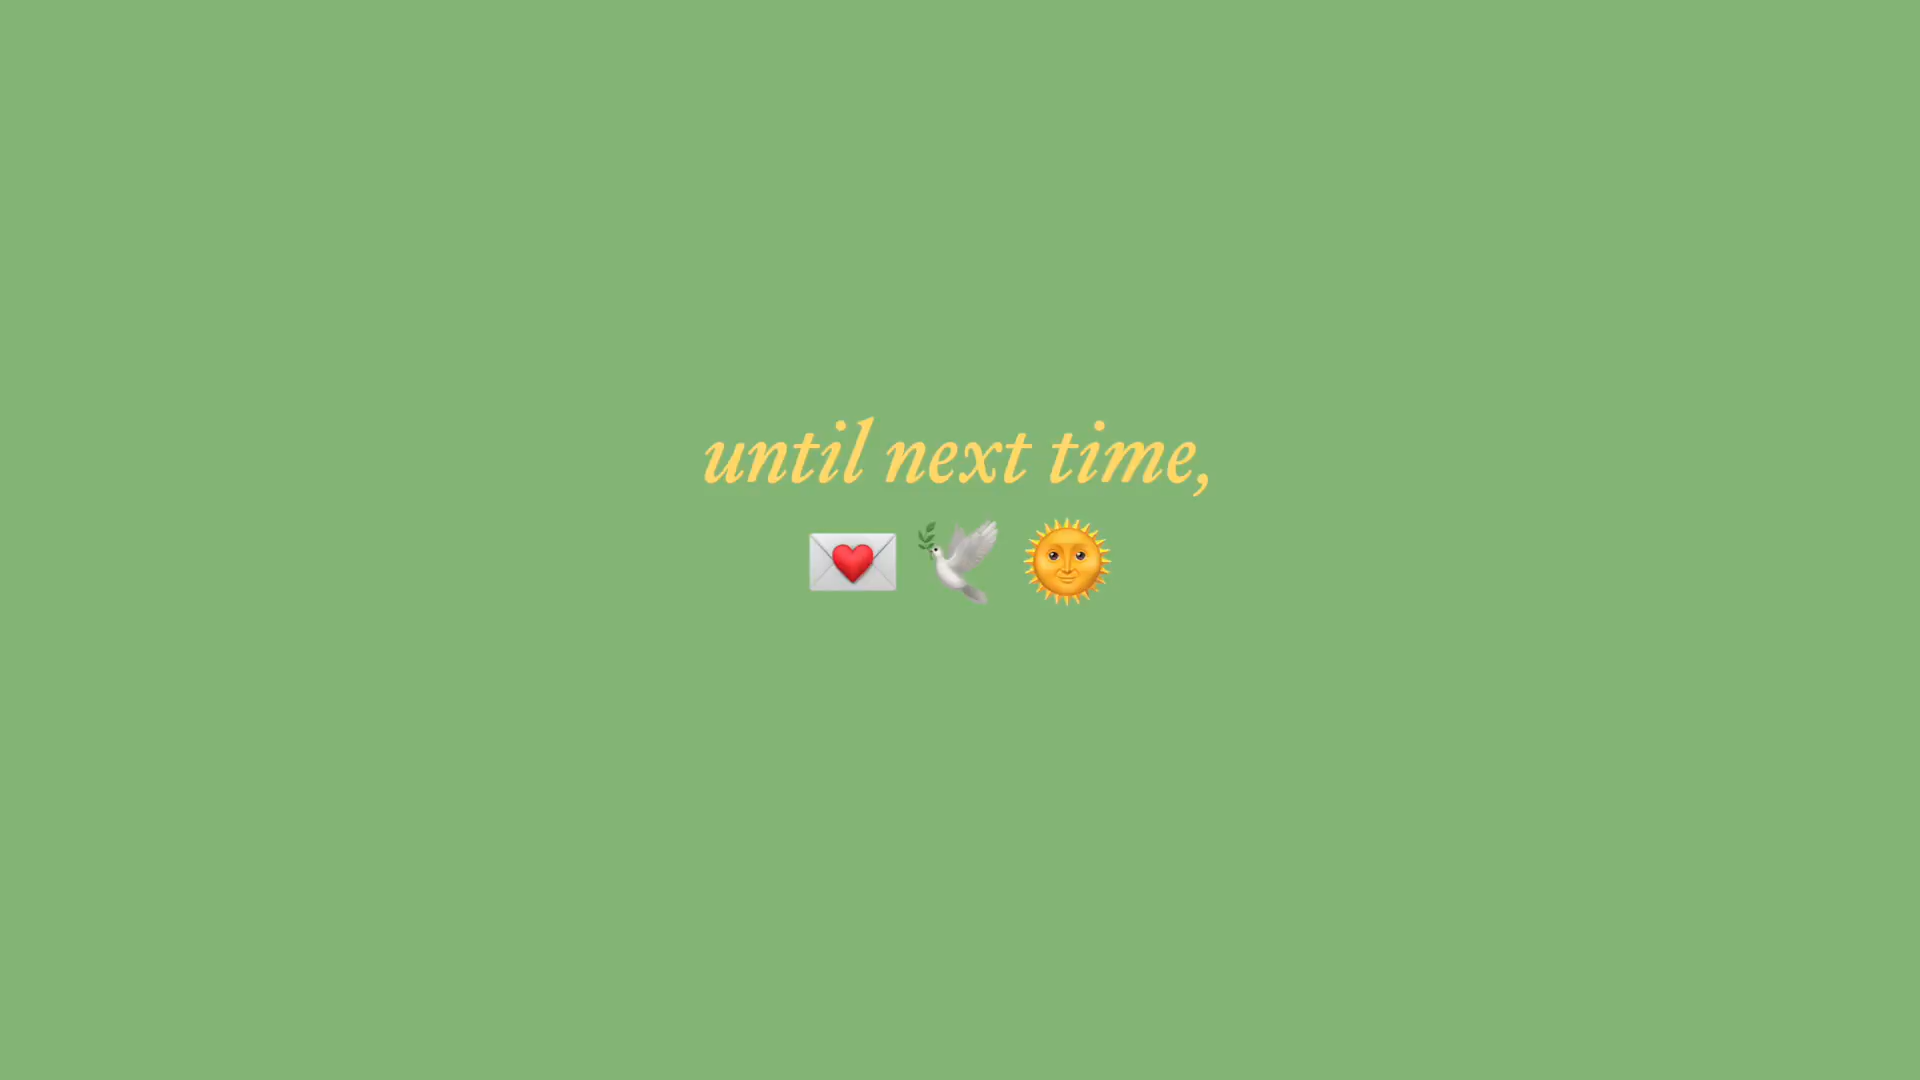 until next time,
💌 🕊️ 🌞